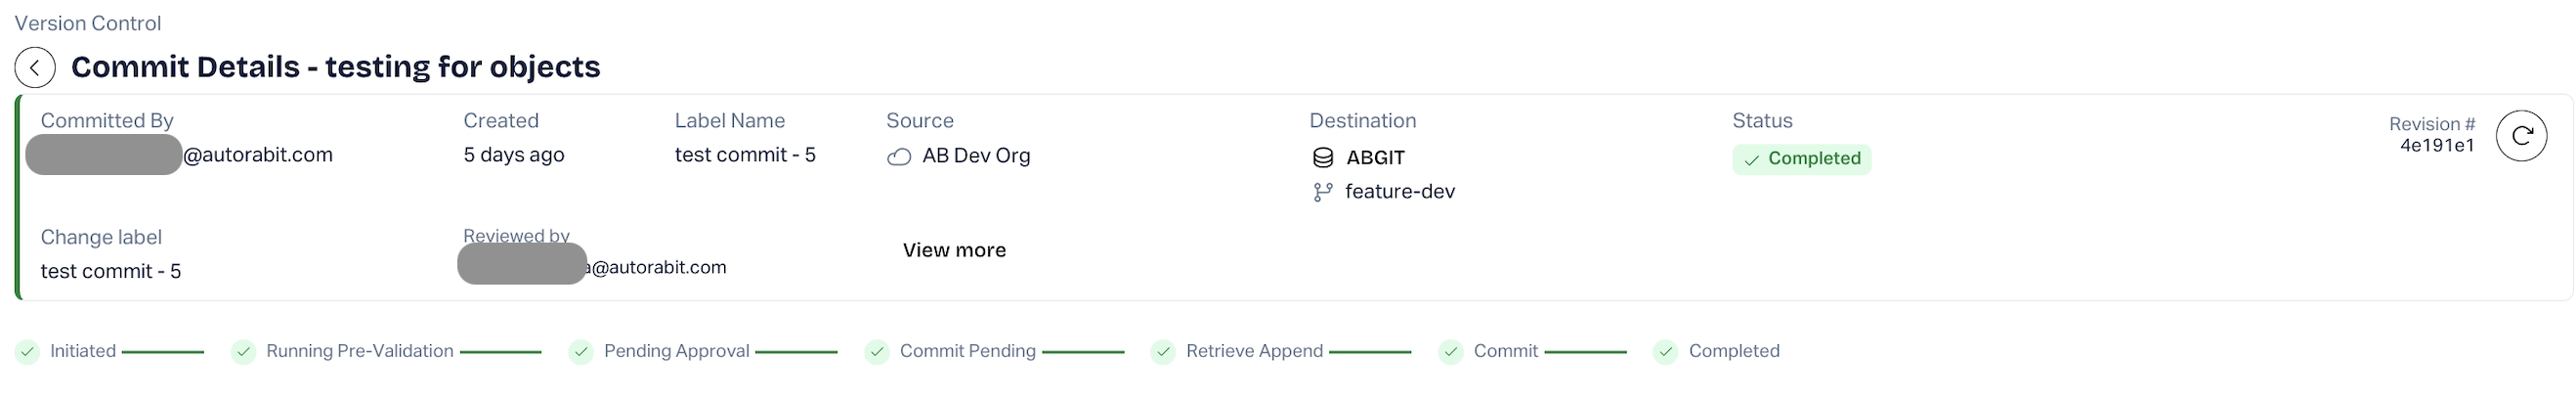 Version Control
Commit Details - testing for objects
Committed By
@autorabit.com
Created
5 days ago
Label Name
test commit - 5
Source
AB Dev Org
Destination
ABGIT
feature-dev
Status
Completed
Revision #
4e191e1
Change label
test commit - 5
Reviewed by
a@autorabit.com
View more
Initiated
Running Pre-Validation
Pending Approval
Commit Pending
Retrieve Append
Commit
Completed